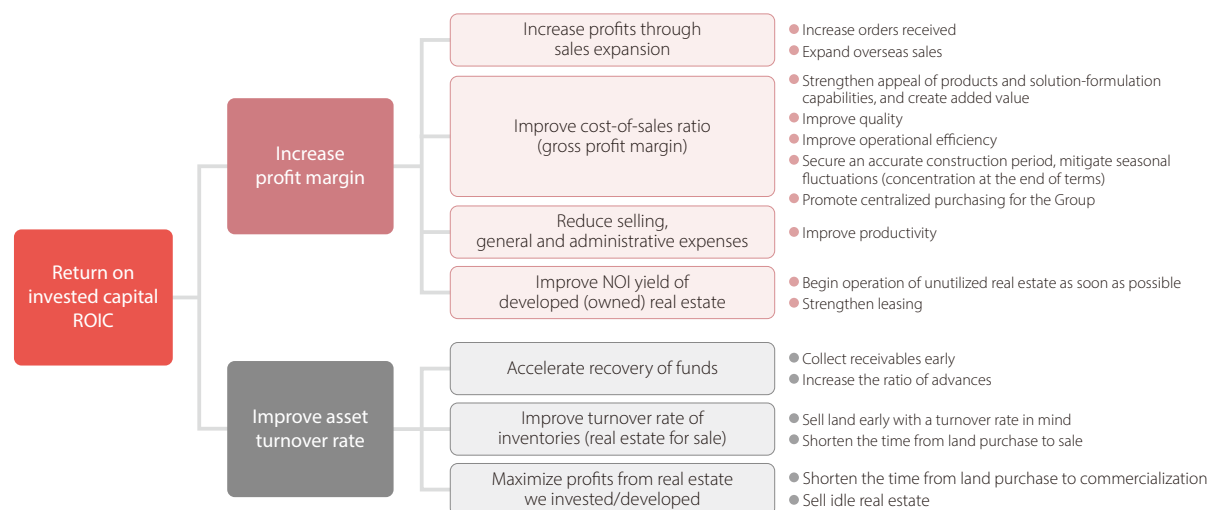 Return on
invested capital
ROIC
Increase
profit margin
Increase profits through
sales expansion
● Increase orders received
● Expand overseas sales
Improve cost-of-sales ratio
(gross profit margin)
● Strengthen appeal of products and solution-formulation
capabilities, and create added value
● Improve quality
● Improve operational efficiency
● Secure an accurate construction period, mitigate seasonal
fluctuations (concentration at the end of terms)
● Promote centralized purchasing for the Group
Reduce selling,
general and administrative expenses
● Improve productivity
Improve NOI yield of
developed (owned) real estate
● Begin operation of unutilized real estate as soon as possible
● Strengthen leasing
Improve asset
turnover rate
Accelerate recovery of funds
● Collect receivables early
● Increase the ratio of advances
Improve turnover rate of
inventories (real estate for sale)
● Sell land early with a turnover rate in mind
● Shorten the time from land purchase to sale
Maximize profits from real estate
we invested/developed
● Shorten the time from land purchase to commercialization
● Sell idle real estate